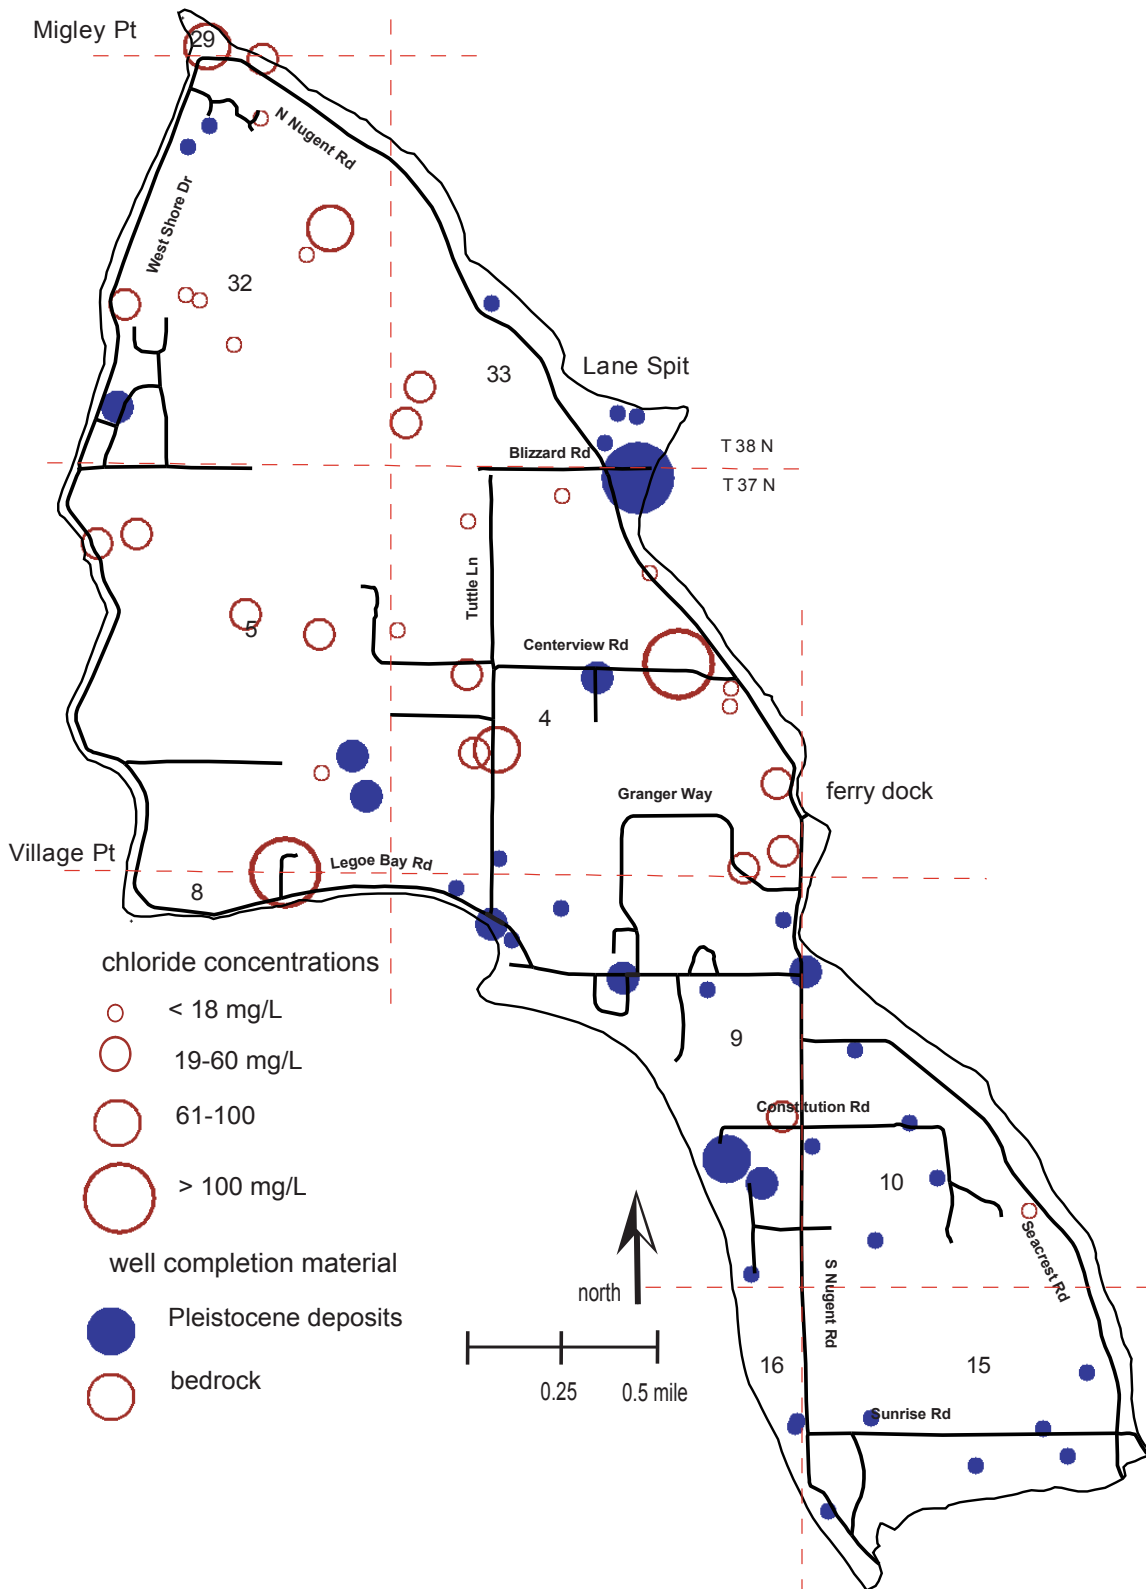 Migley Pt
29
N Nugent Rd
West Shore Dr
32
33
Lane Spit
T 38 N
Blizzard Rd
T 37 N
Tuttle Ln
5
Centerview Rd
4
ferry dock
Granger Way
Village Pt
Legoe Bay Rd
8
chloride concentrations
< 18 mg/L
19-60 mg/L
61-100
> 100 mg/L
well completion material
Pleistocene deposits
bedrock
9
Constitution Rd
10
Seacrest Rd
north
S Nugent Rd
0.25
0.5 mile
16
15
Sunrise Rd